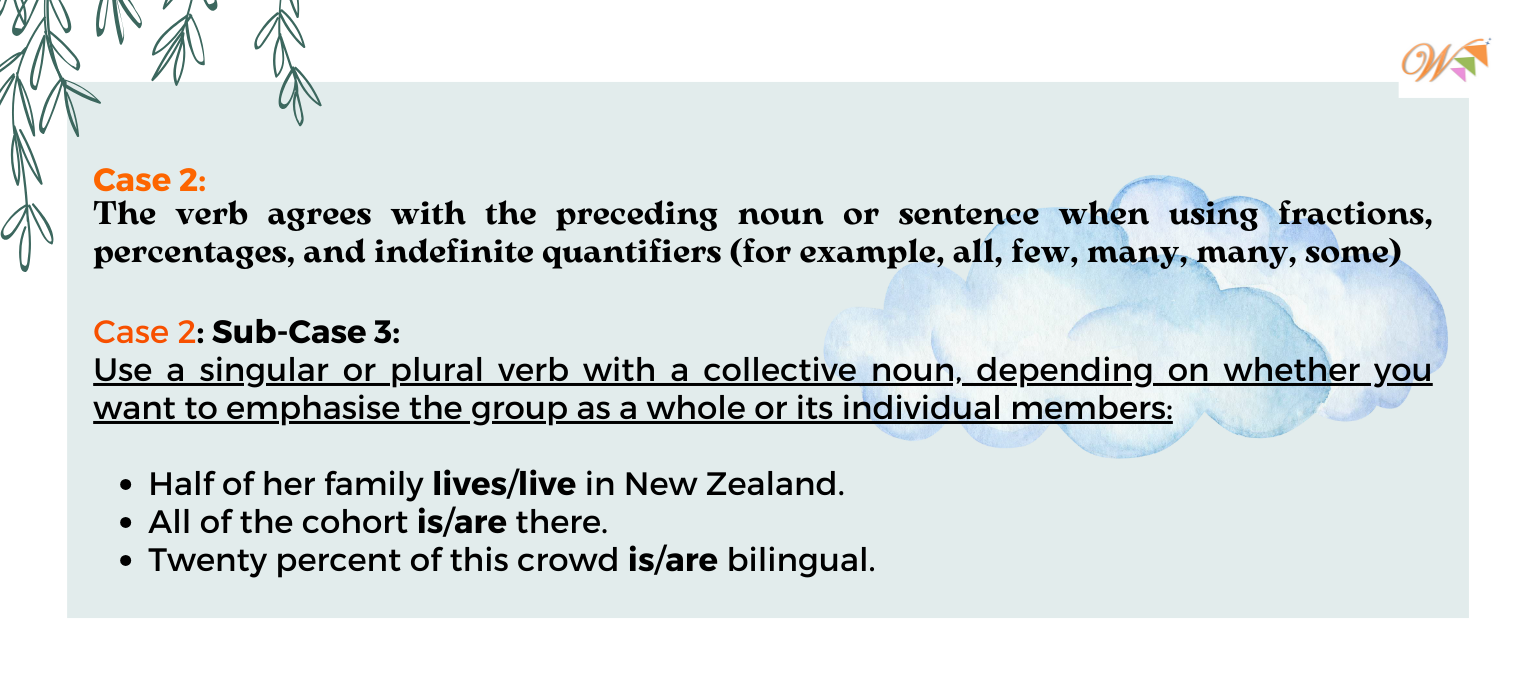 W
Case 2:
The verb agrees with the preceding noun or sentence when using fractions,
percentages, and indefinite quantifiers (for example, all, few, many, many, some)
Case 2: Sub-Case 3:
Use a singular or plural verb with a collective noun, depending on whether you
want to emphasise the group as a whole or its individual members:
• Half of her family lives/live in New Zealand.
• All of the cohort is/are there.
• Twenty percent of this crowd is/are bilingual.